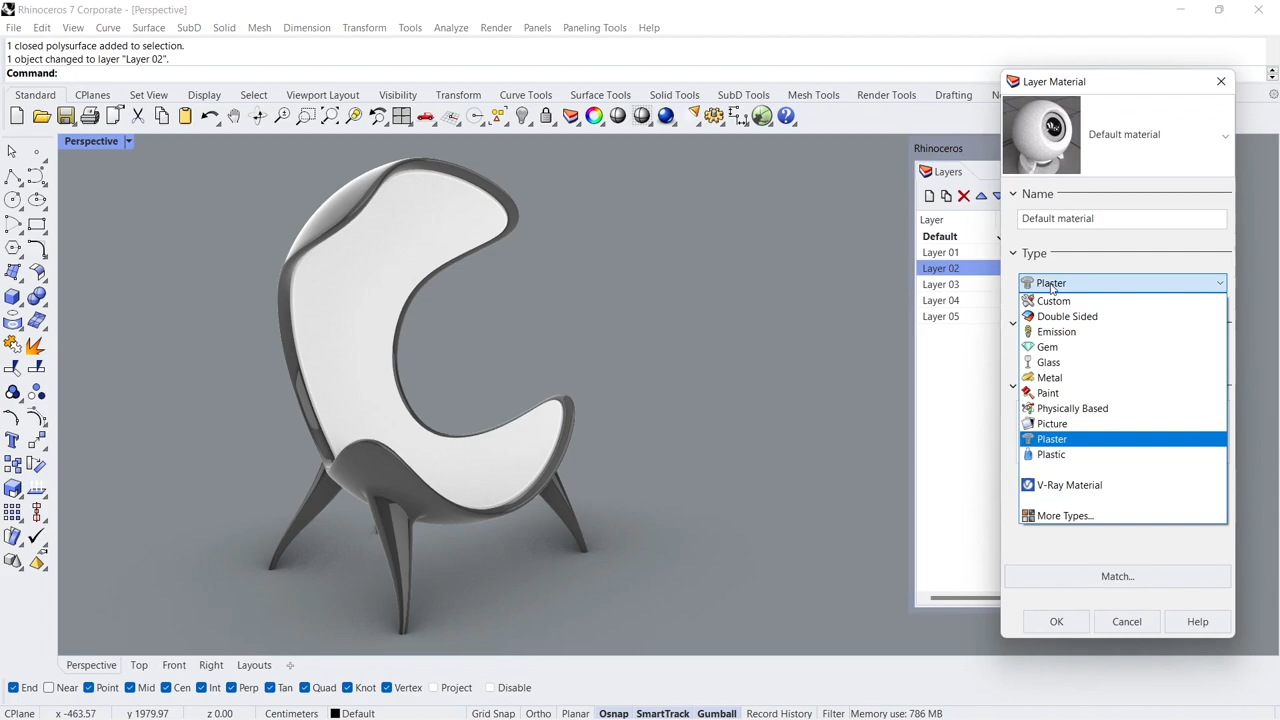 Rhinoceros 7 Corporate - [Perspective]
File Edit View Curve Surface SubD Solid Mesh Dimension Transform Tools Analyze Render Panels Paneling Tools Help
1 closed polysurface added to selection.
1 object changed to layer "Layer 02".
Command:
Standard CPlanes Set View Display Select Viewport Layout Visibility Transform Curve Tools Surface Tools Solid Tools SubD Tools Mesh Tools Render Tools Drafting
Perspective
Rhinoceros
Layers
Layer
Default
Layer 01
Layer 02
Layer 03
Layer 04
Layer 05
Layer Material
Default material
Name
Default material
Type
Plaster
Custom
Double Sided
Emission
Gem
Glass
Metal
Paint
Physically Based
Picture
Plaster
Plastic
V-Ray Material
More Types...
Match...
OK Cancel Help
Perspective Top Front Right Layouts
End Near Point Mid Cen Int Perp Tan Quad Knot Vertex Project Disable
CPlane x -463.57 y 1979.97 z 0.00 Centimeters Default Grid Snap Ortho Planar Osnap SmartTrack Gumball Record History Filter Memory use: 786 MB